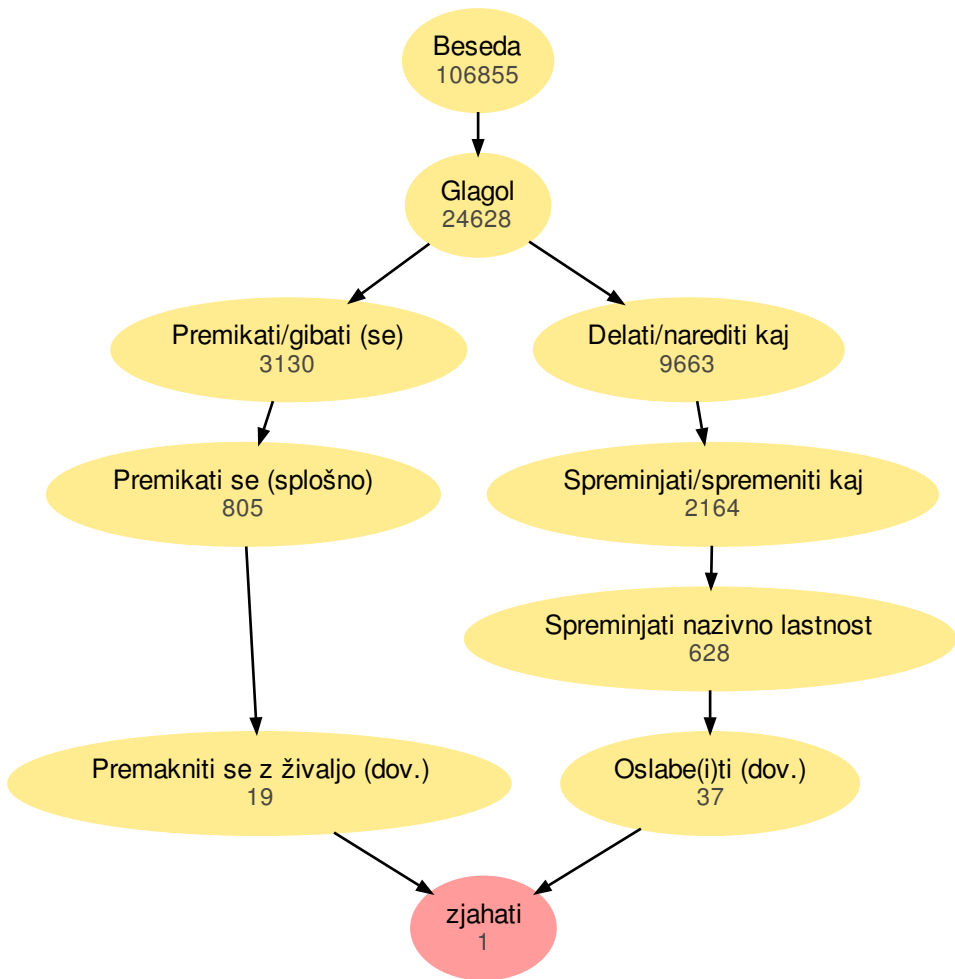 Beseda
106855
Glagol
24628
Premikati/gibati (se)
3130
Delati/narediti kaj
9663
Premikati se (splošno)
805
Spreminjati/spremeniti kaj
2164
Spreminjati nazivno lastnost
628
Premakniti se z živaljo (dov.)
19
Oslabe(i)ti (dov.)
37
zjahati
1